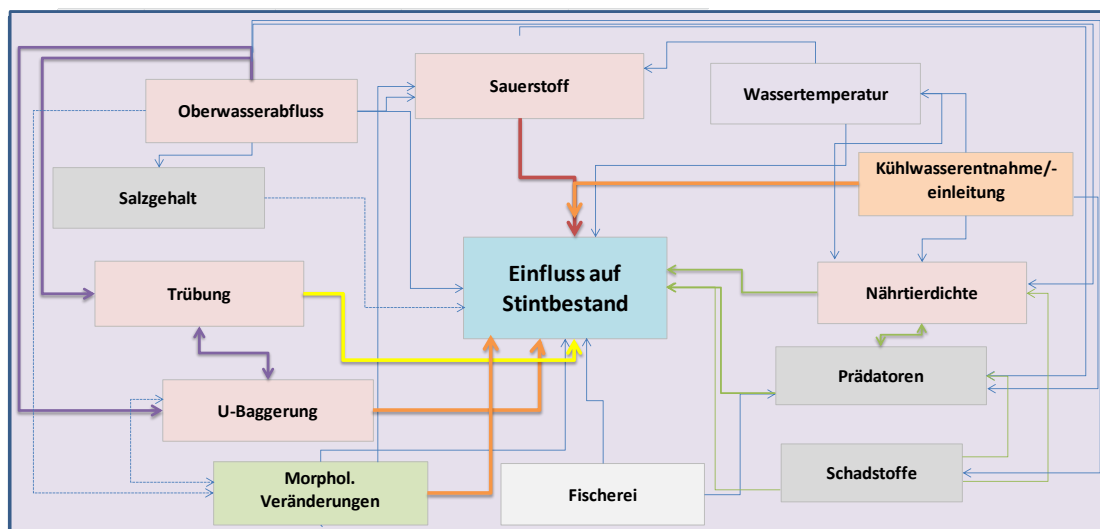 Sauerstoff
Wassertemperatur
Oberwasserabfluss
Kühlwasserentnahme/-
einleitung
Salzgehalt
Einfluss auf
Stintbestand
Trübung
Nährtierdichte
Prädatoren
U-Baggerung
Morphol.
Veränderungen
Fischerei
Schadstoffe